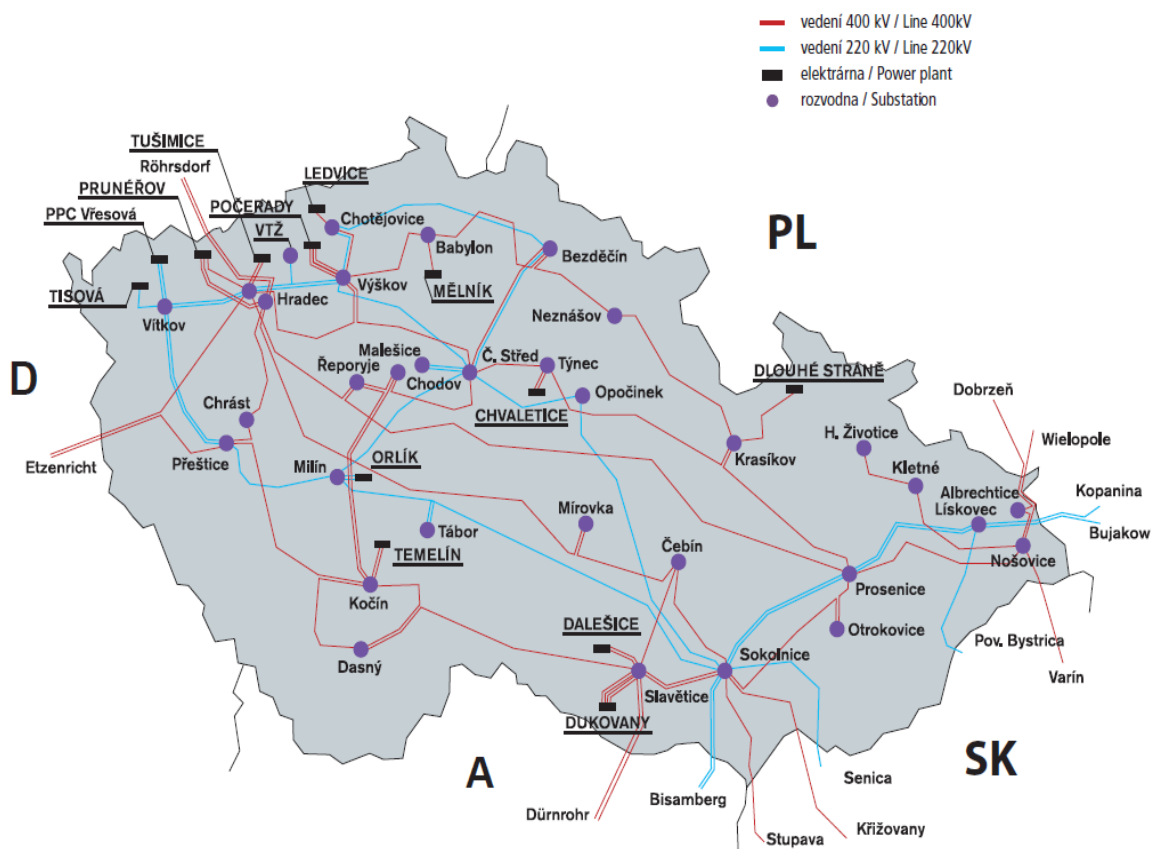 vedení 400 kV / Line 400kV
vedení 220 kV / Line 220kV
elektrárna / Power plant
rozvodna / Substation
TUŠIMICE
Röhrsdorf
LEDVICE
PRUNÉŘOV
PPC Vřesová
POČERADY
Chotějovice
VTŽ
Babylon
Bezděčín
PL
TISOVÁ
Výškov
MĚLNÍK
Hradec
Vítkov
Neznášov
D
Malešice
Řeporyje
Chodov
Č. Střed
Týnec
DLOUHÉ STRÁNĚ
Dobrzeń
Chrást
CHVALETICE
Opočinek
H. Životice
Wielopole
Etzenricht
Přeštice
Milín
ORLÍK
Krasíkov
Kletné
Albrechtice
Lískovec
Kopanina
Bujakow
Mírovka
Tábor
TEMELÍN
Čebín
Nošovice
Kočín
Prosenice
DALEŠICE
Otrokovice
Dasný
Sokolnice
Pov. Bystrica
Slavětice
Varín
DUKOVANY
A
SK
Senica
Bisamberg
Dürnrohr
Stupava
Křižovany